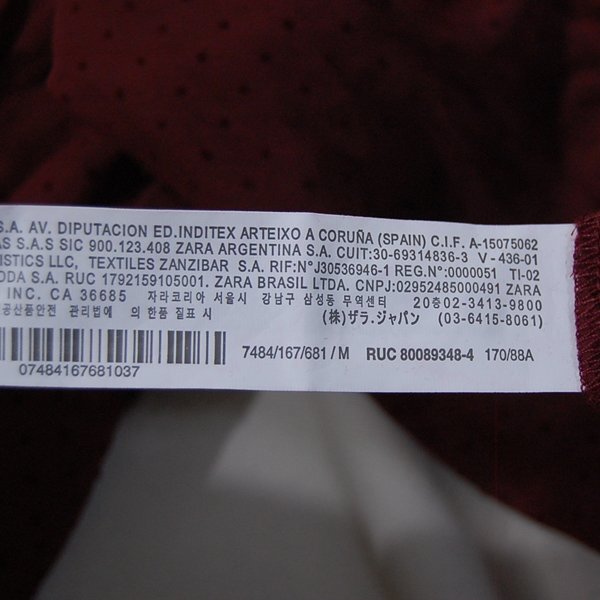 S.A. AV. DIPUTACION ED.INDITEX ARTEIXO A CORUÑA (SPAIN) C.I.F. A-15075062
AS S.A.S SIC 900.123.408 ZARA ARGENTINA S.A. CUIT:30-69314836-3 V - 436-01
ISTICS LLC, TEXTILES ZANZIBAR S.A. RIF:N°J30536946-1 REG.N°:0000051 TI-02
ODA S.A. RUC 1792159105001. ZARA BRASIL LTDA. CNPJ:02952485000491 ZARA
INC. CA 36685 자라코리아 서울시 강남구 삼성동 무역센터 20층02-3413-9800
공산품안전 관리법에 의한품 질표 시 (株)ザラ.ジャパン (03-6415-8061)
7484/167/681 / M RUC 80089348-4 170/88A
07484167681037